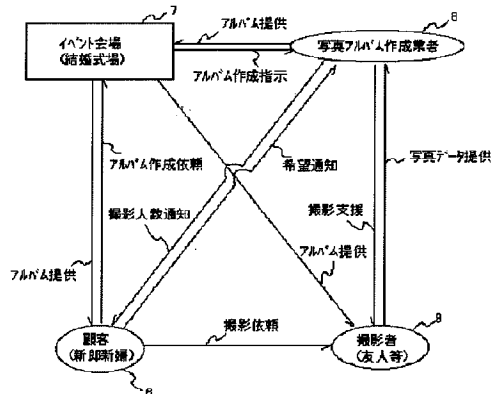 7
イベント会場
(結婚式場)
アルバム提供
アルバム作成指示
8
写真アルバム作成業者
アルバム作成依頼
希望通知
写真データ提供
撮影人数通知
撮影支援
アルバム提供
アルバム提供
顧客
(新郎新婦)
6
撮影依頼
撮影者
(友人等)
9